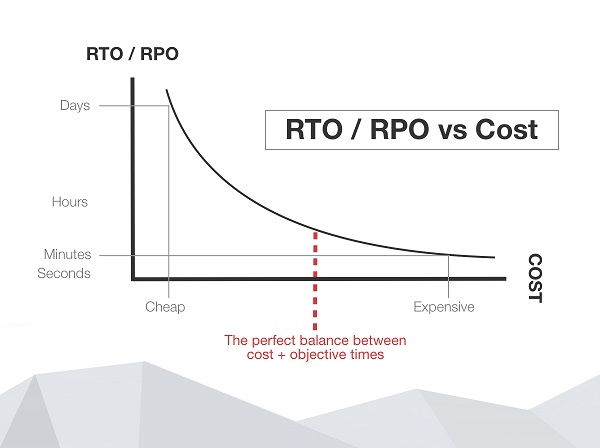 RTO / RPO
Days
RTO / RPO vs Cost
Hours
Minutes
Seconds
COST
Cheap
Expensive
The perfect balance between
cost + objective times